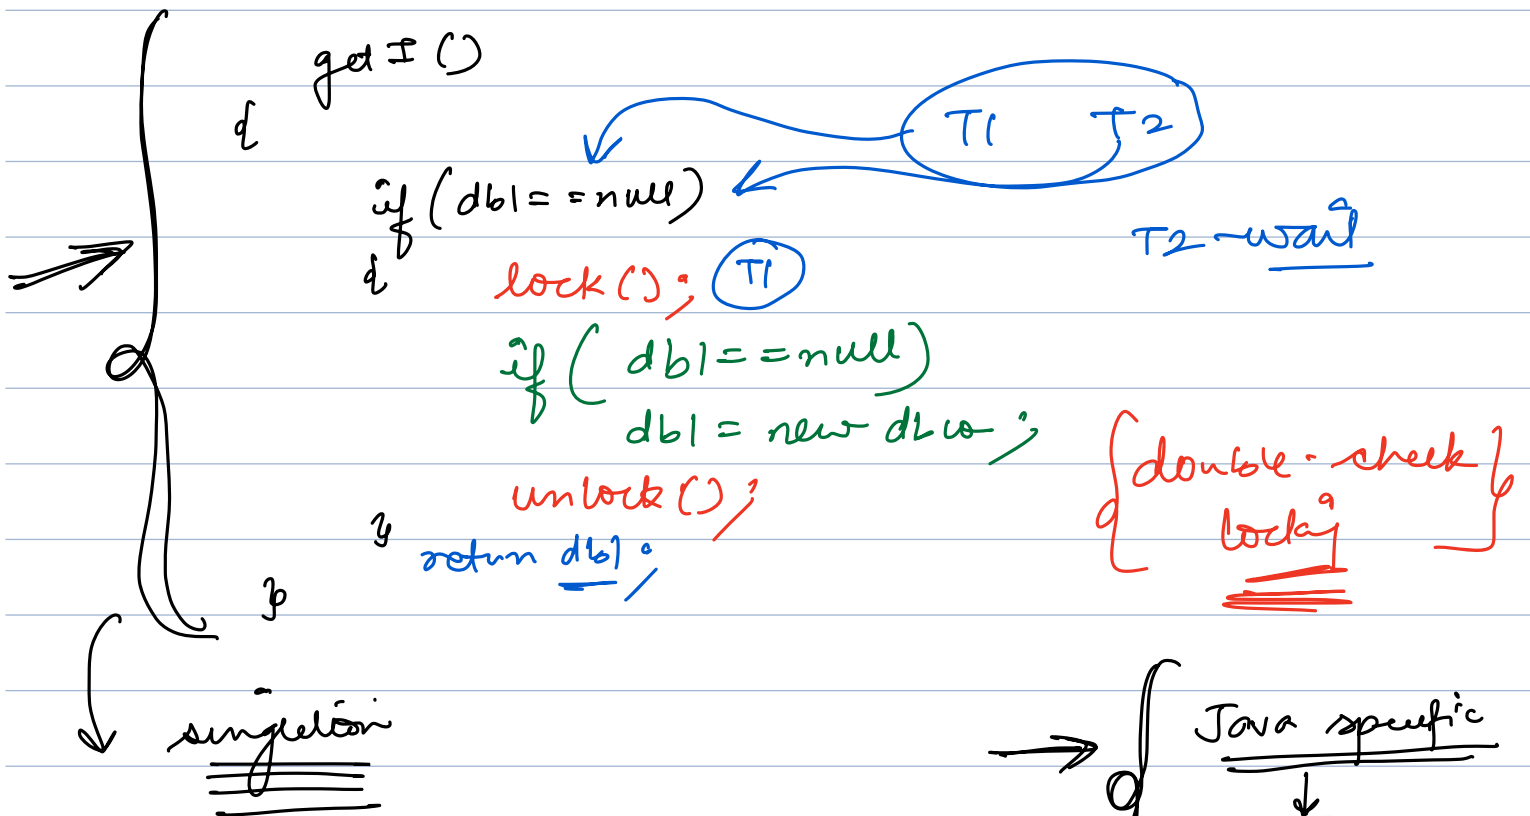 getI()
{
T1 T2
if (db1 == null)
T2 - wait
{
lock(); T1
if ( db1 == null)
db1 = new dbco;
{ double-check }
unlock();
locking
}
return db1;
}
singleton
Java specific